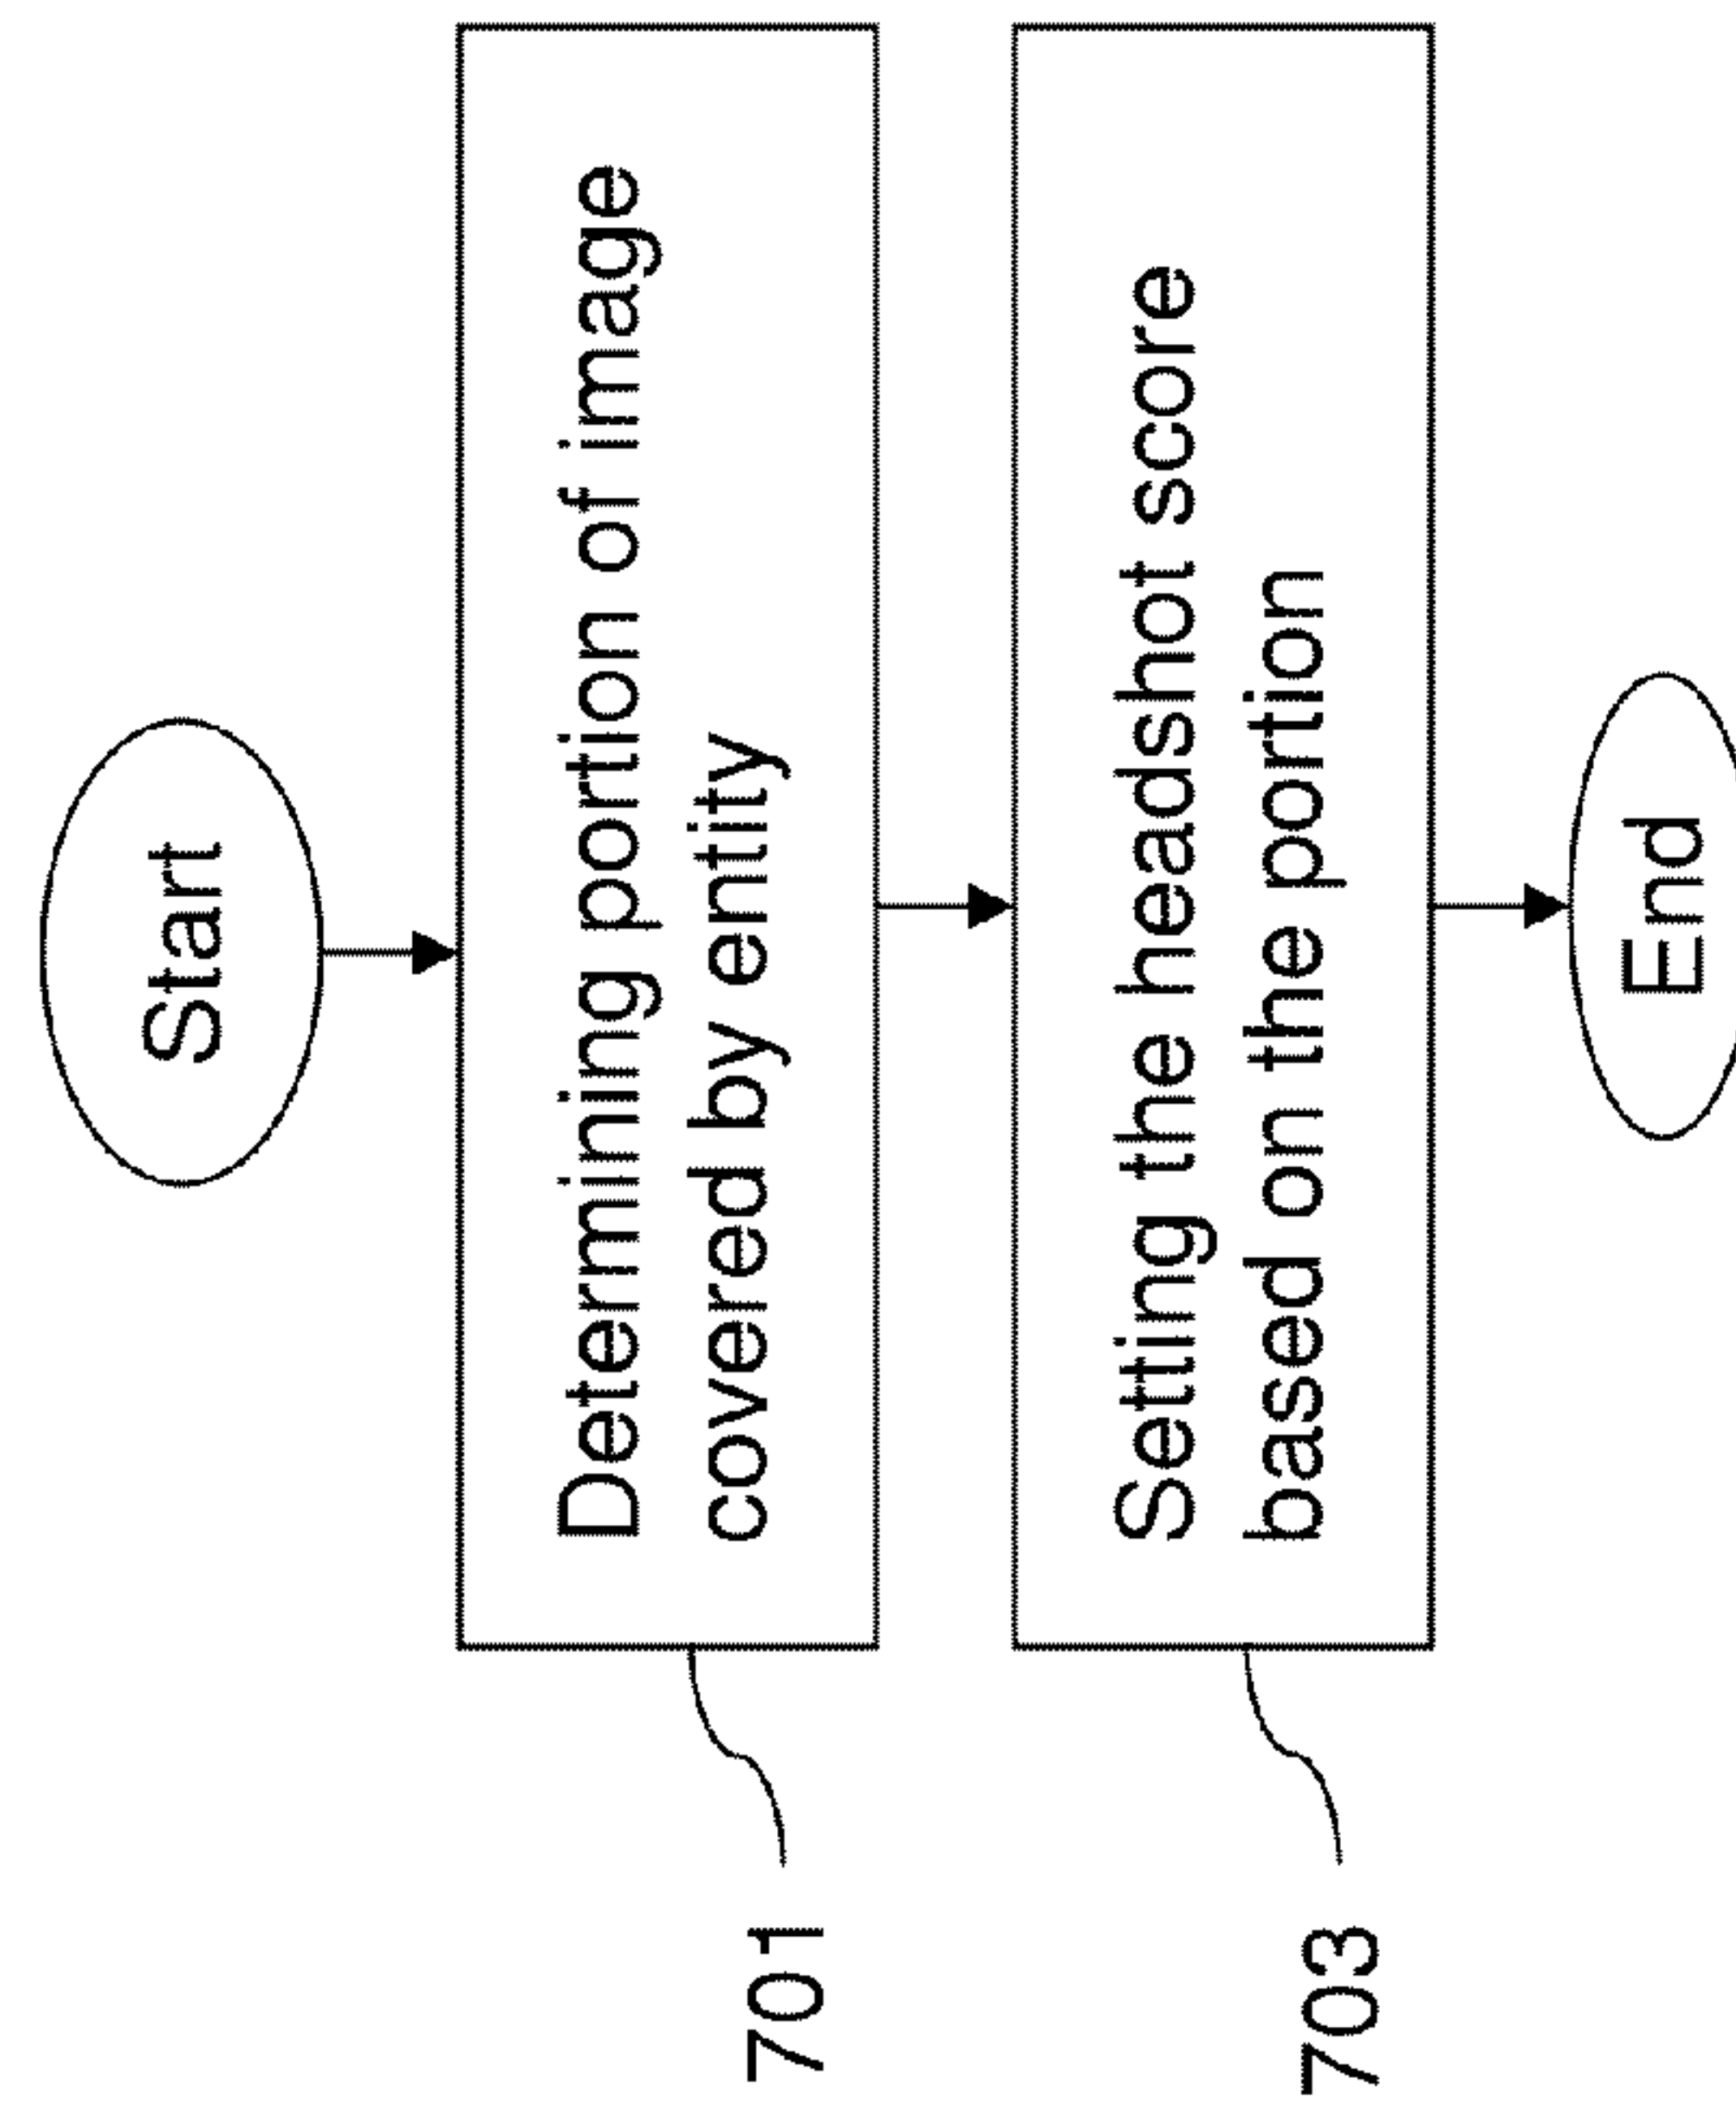 Start
Determining portion of image
covered by entity
701
Setting the headshot score
based on the portion
703
End